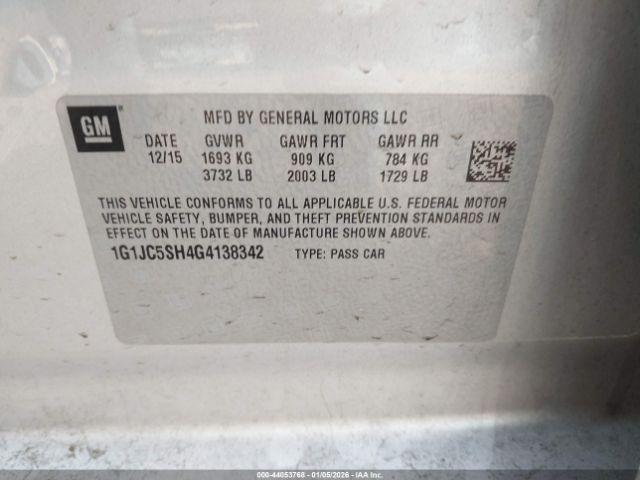 GM
MFD BY GENERAL MOTORS LLC
DATE GVWR GAWR FRT GAWR RR
12/15 1693 KG 909 KG 784 KG
3732 LB 2003 LB 1729 LB
THIS VEHICLE CONFORMS TO ALL APPLICABLE U.S. FEDERAL MOTOR
VEHICLE SAFETY, BUMPER, AND THEFT PREVENTION STANDARDS IN
EFFECT ON THE DATE OF MANUFACTURE SHOWN ABOVE.
1G1JC5SH4G4138342 TYPE: PASS CAR
000-44053768 - 01/05/2026 - IAA Inc.